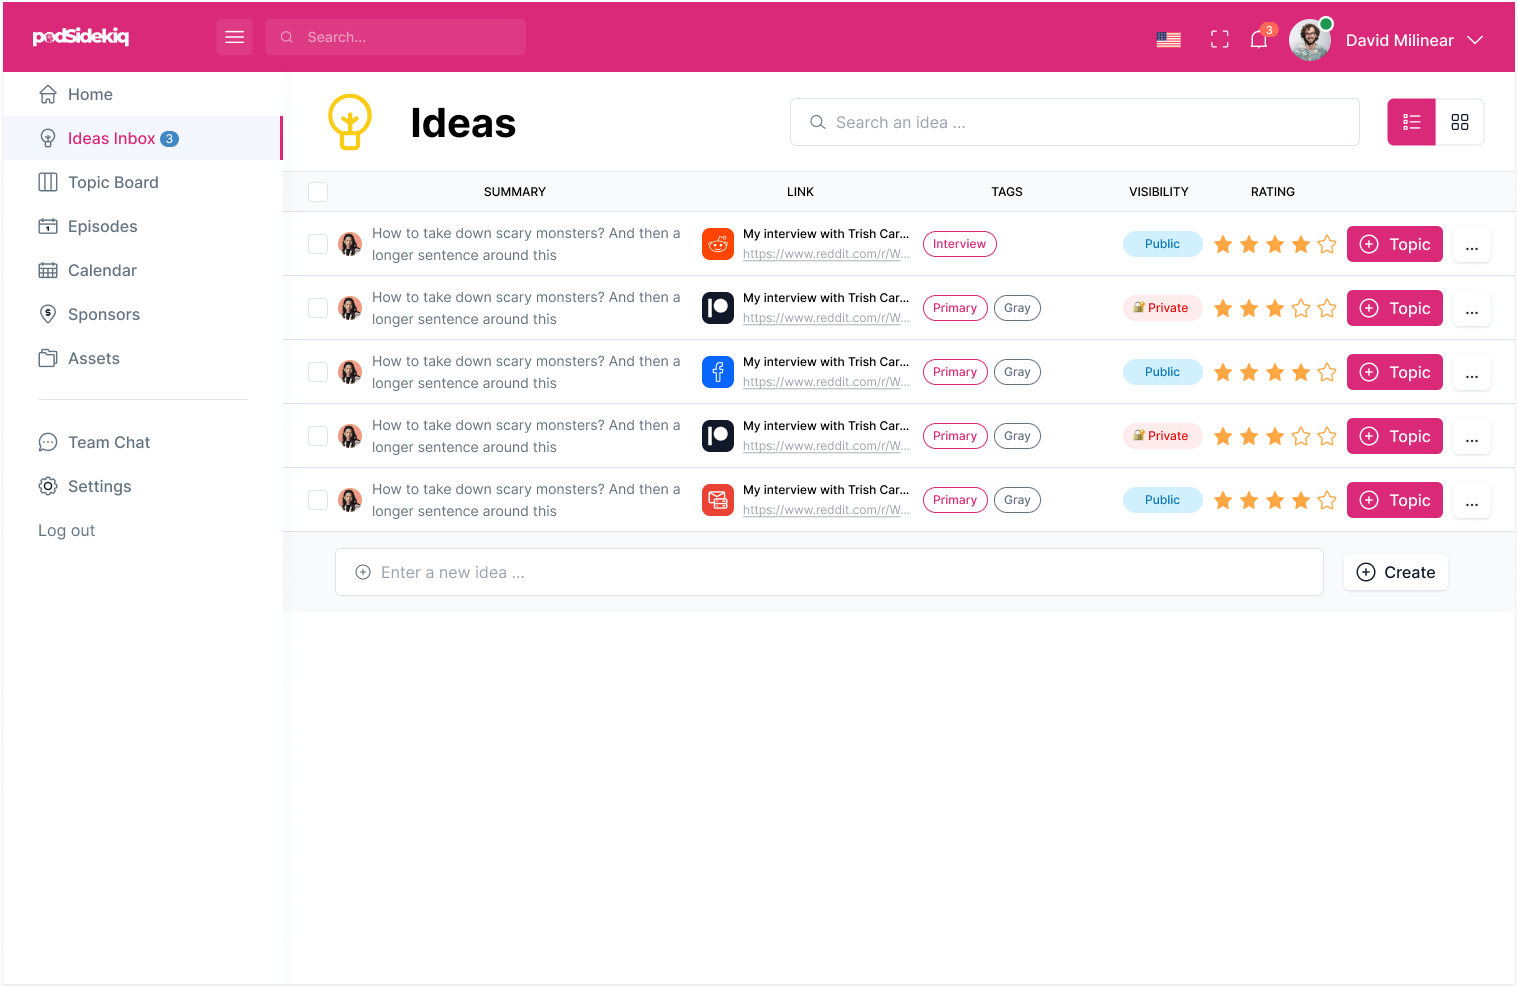 podSidekiq
Search...
3
David Milinear
Home
Ideas Inbox 3
Topic Board
1
Episodes
Calendar
$
Sponsors
Assets
Team Chat
Settings
Log out
Ideas
Search an idea ...
SUMMARY LINK TAGS VISIBILITY RATING
How to take down scary monsters? And then a
longer sentence around this
My interview with Trish Car...
https://www.reddit.com/r/W...
Interview
Public
Topic
...
How to take down scary monsters? And then a
longer sentence around this
My interview with Trish Car...
https://www.reddit.com/r/W...
Primary Gray
Private
Topic
...
How to take down scary monsters? And then a
longer sentence around this
My interview with Trish Car...
https://www.reddit.com/r/W...
Primary Gray
Public
Topic
...
How to take down scary monsters? And then a
longer sentence around this
My interview with Trish Car...
https://www.reddit.com/r/W...
Primary Gray
Private
Topic
...
How to take down scary monsters? And then a
longer sentence around this
My interview with Trish Car...
https://www.reddit.com/r/W...
Primary Gray
Public
Topic
...
Enter a new idea ...
Create